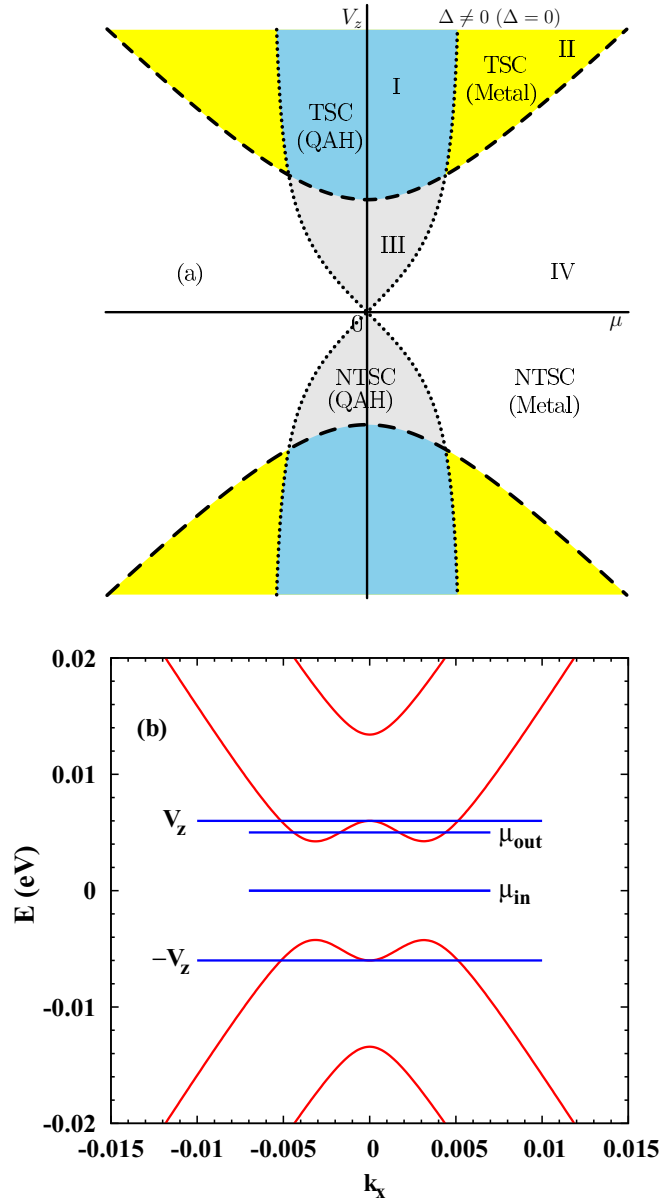 V_z
Δ ≠ 0 (Δ = 0)
II
TSC
(Metal)
I
TSC
(QAH)
III
(a)
IV
0
μ
NTSC
(QAH)
NTSC
(Metal)
0.02
(b)
0.01
V_z
μ_out
E (eV)
0
μ_in
−V_z
-0.01
-0.02
-0.015 -0.01 -0.005 0 0.005 0.01 0.015
k_x